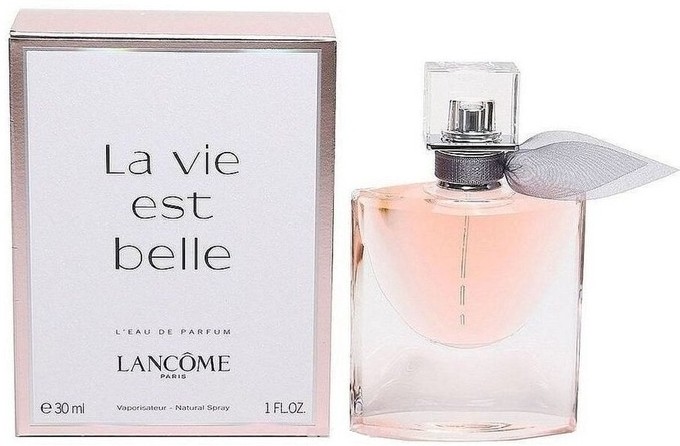 La vie
est
belle
L'EAU DE PARFUM
LANCÔME
PARIS
℮ 30 ml Vaporisateur - Natural Spray 1 FL.OZ.